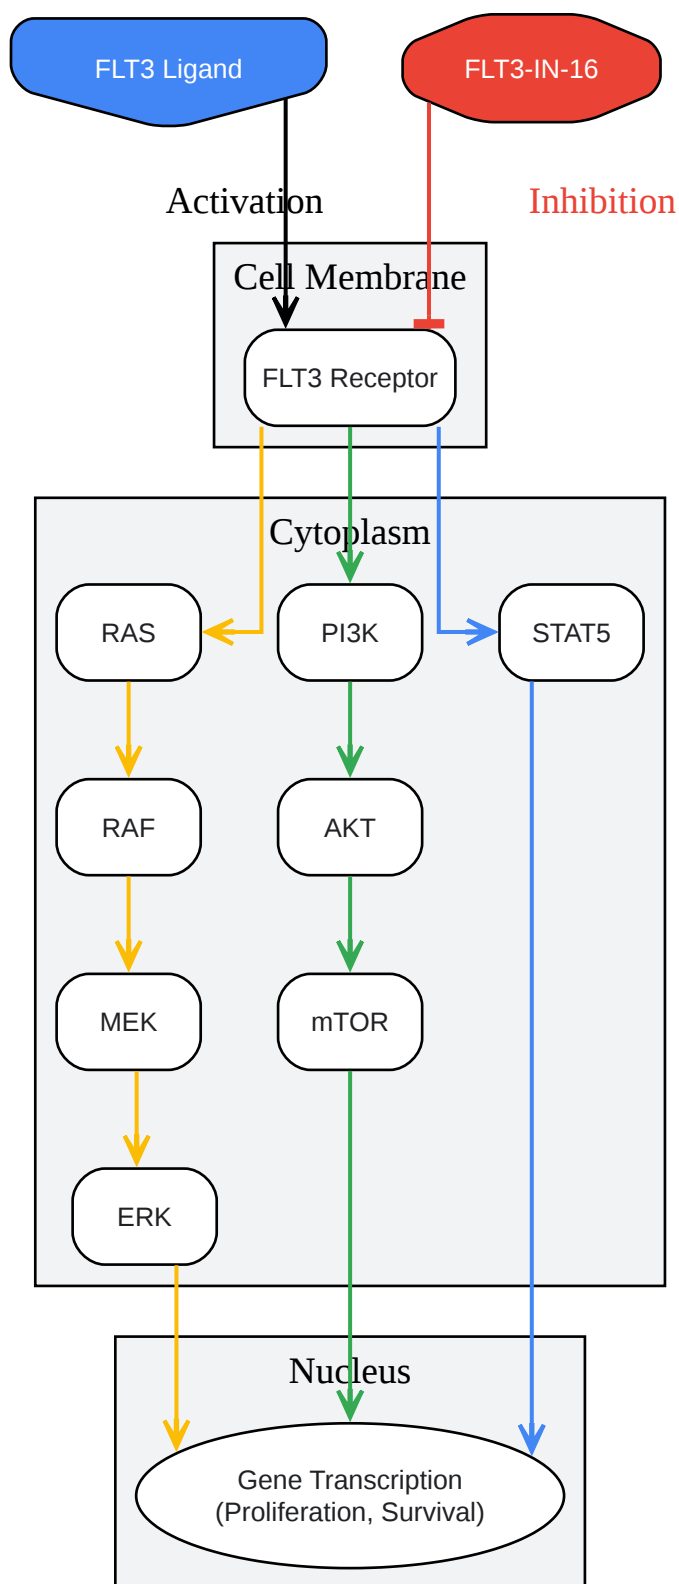 FLT3 Ligand
FLT3-IN-16
Activation
Inhibition
Cell Membrane
FLT3 Receptor
Cytoplasm
RAS
PI3K
STAT5
RAF
AKT
MEK
mTOR
ERK
Nucleus
Gene Transcription
(Proliferation, Survival)